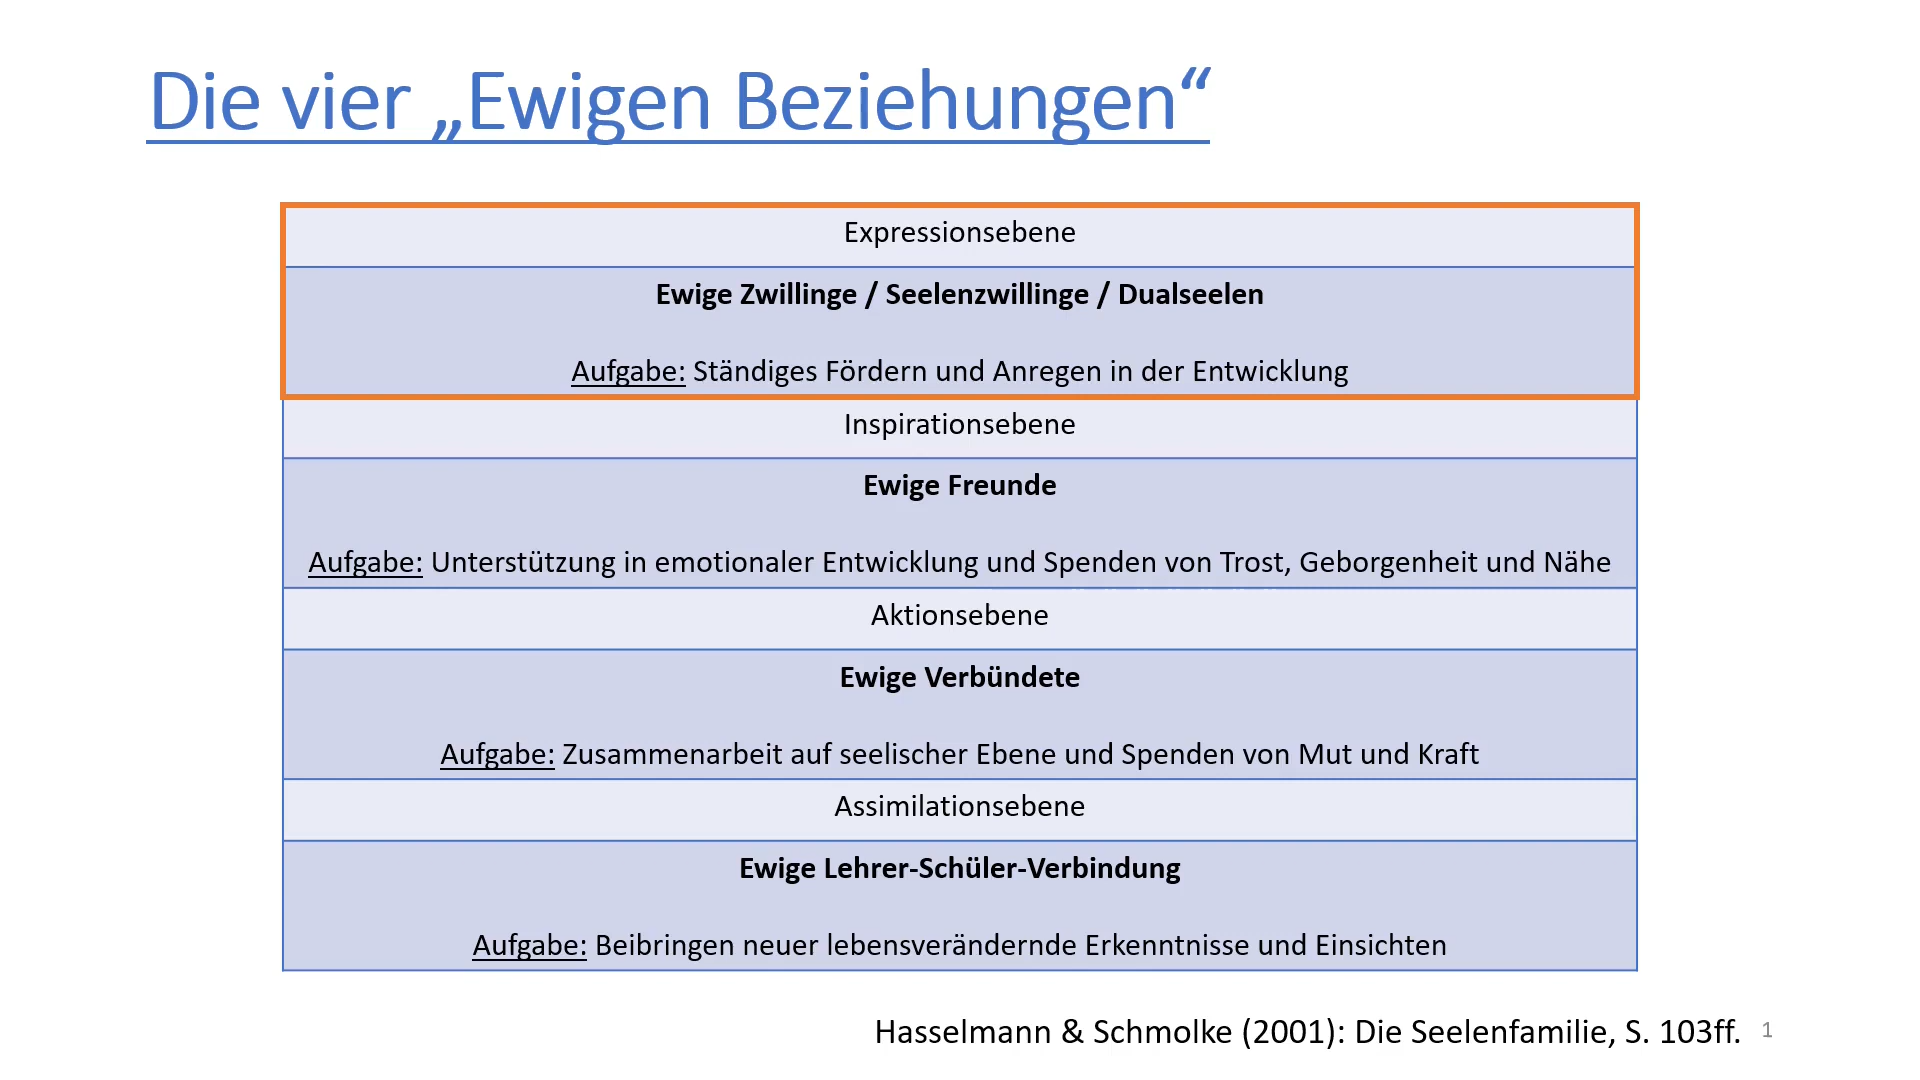 Die vier „Ewigen Beziehungen“
Expressionsebene
Ewige Zwillinge / Seelenzwillinge / Dualseelen
Aufgabe: Ständiges Fördern und Anregen in der Entwicklung
Inspirationsebene
Ewige Freunde
Aufgabe: Unterstützung in emotionaler Entwicklung und Spenden von Trost, Geborgenheit und Nähe
Aktionsebene
Ewige Verbündete
Aufgabe: Zusammenarbeit auf seelischer Ebene und Spenden von Mut und Kraft
Assimilationsebene
Ewige Lehrer-Schüler-Verbindung
Aufgabe: Beibringen neuer lebensverändernde Erkenntnisse und Einsichten
Hasselmann & Schmolke (2001): Die Seelenfamilie, S. 103ff. 1